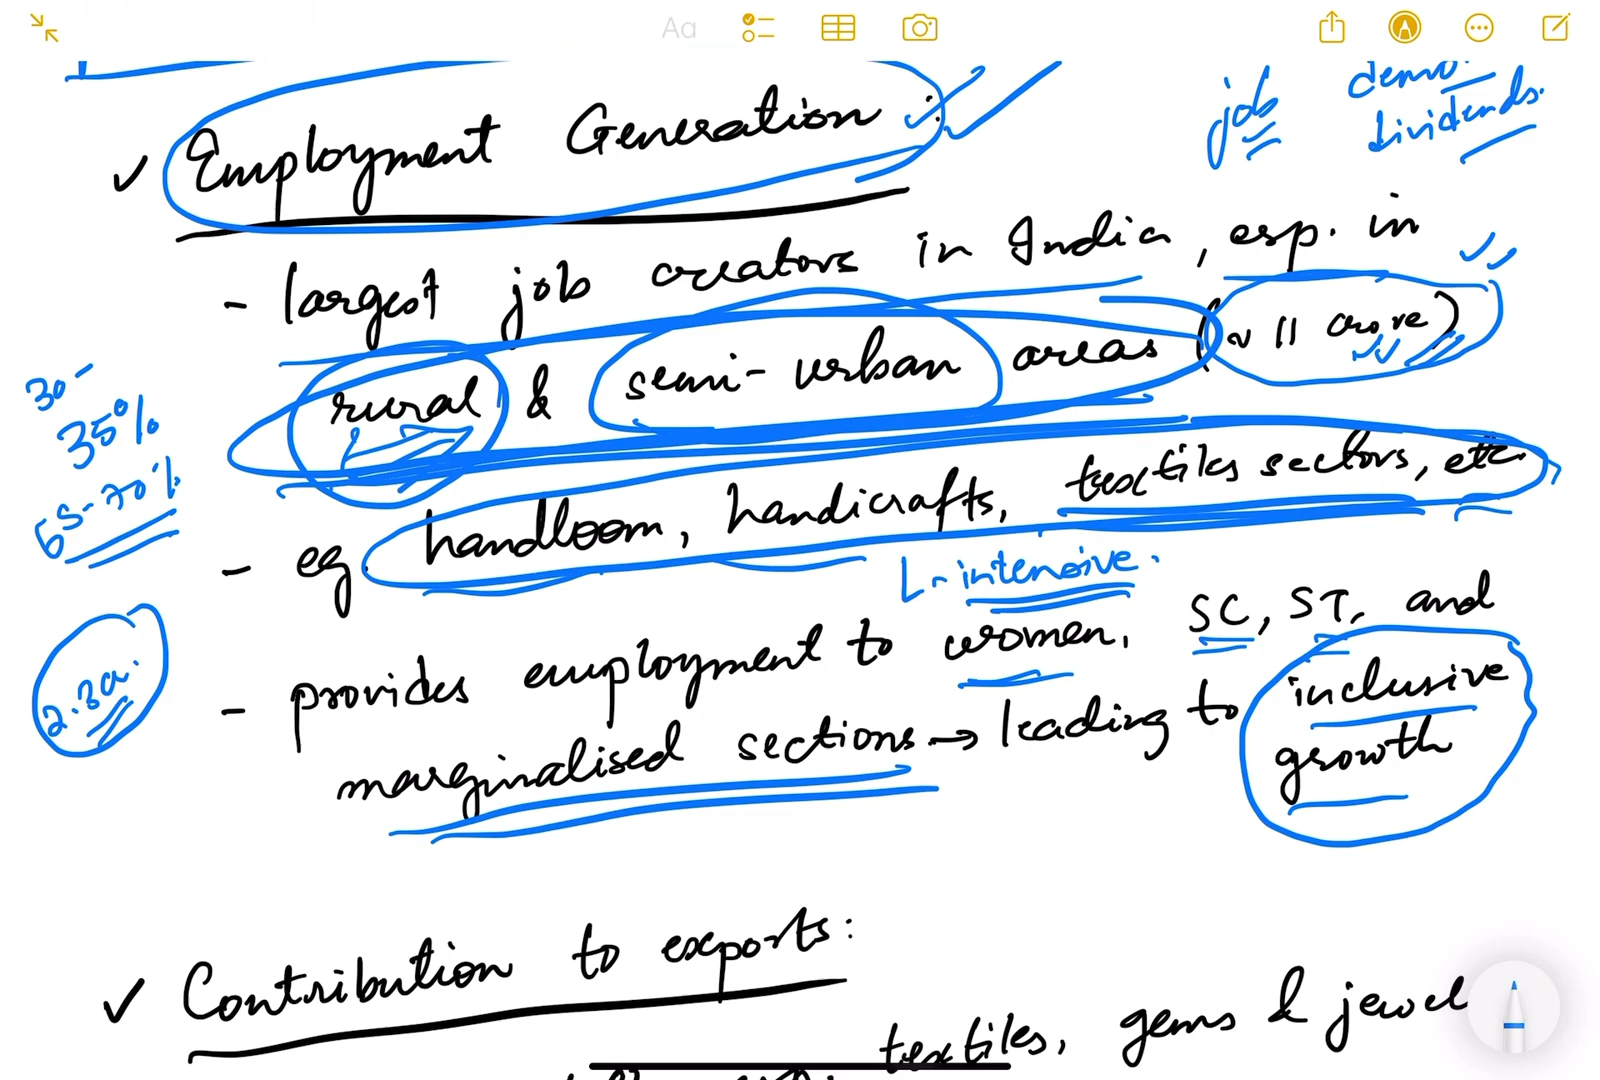 Aa
job demo.
dividends.
✓ Employment Generation :
- largest job creators in India, esp. in
rural & semi-urban areas (~ 11 crore)
30-
35%
65-70%
- eg. handloom, handicrafts, textiles sectors, etc.
L-intensive.
- provides employment to women, SC, ST, and
marginalised sections → leading to inclusive
growth
✓ Contribution to exports:
textiles, gems & jewel